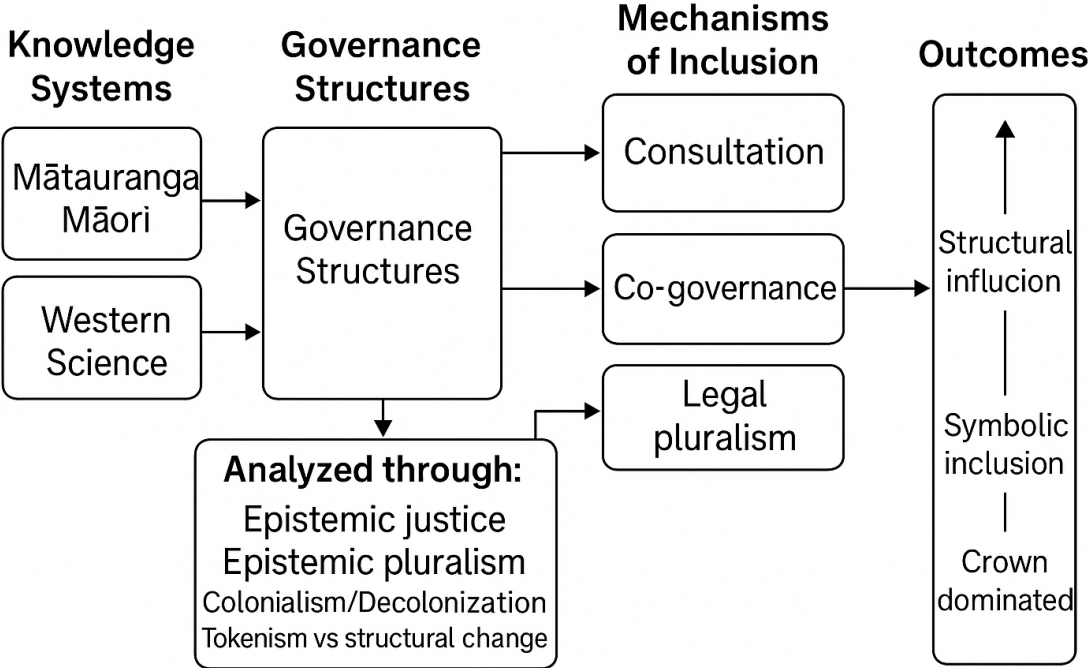 Knowledge
Systems
Mātauranga
Māori
Western
Science
Governance
Structures
Governance
Structures
Analyzed through:
Epistemic justice
Epistemic pluralism
Colonialism/Decolonization
Tokenism vs structural change
Mechanisms
of Inclusion
Consultation
Co-governance
Legal
pluralism
Outcomes
Structural
influcion
Symbolic
inclusion
Crown
dominated